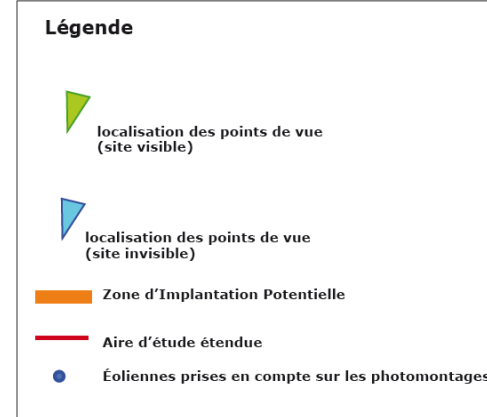 Légende
localisation des points de vue
(site visible)
localisation des points de vue
(site invisible)
Zone d'Implantation Potentielle
Aire d'étude étendue
Éoliennes prises en compte sur les photomontages